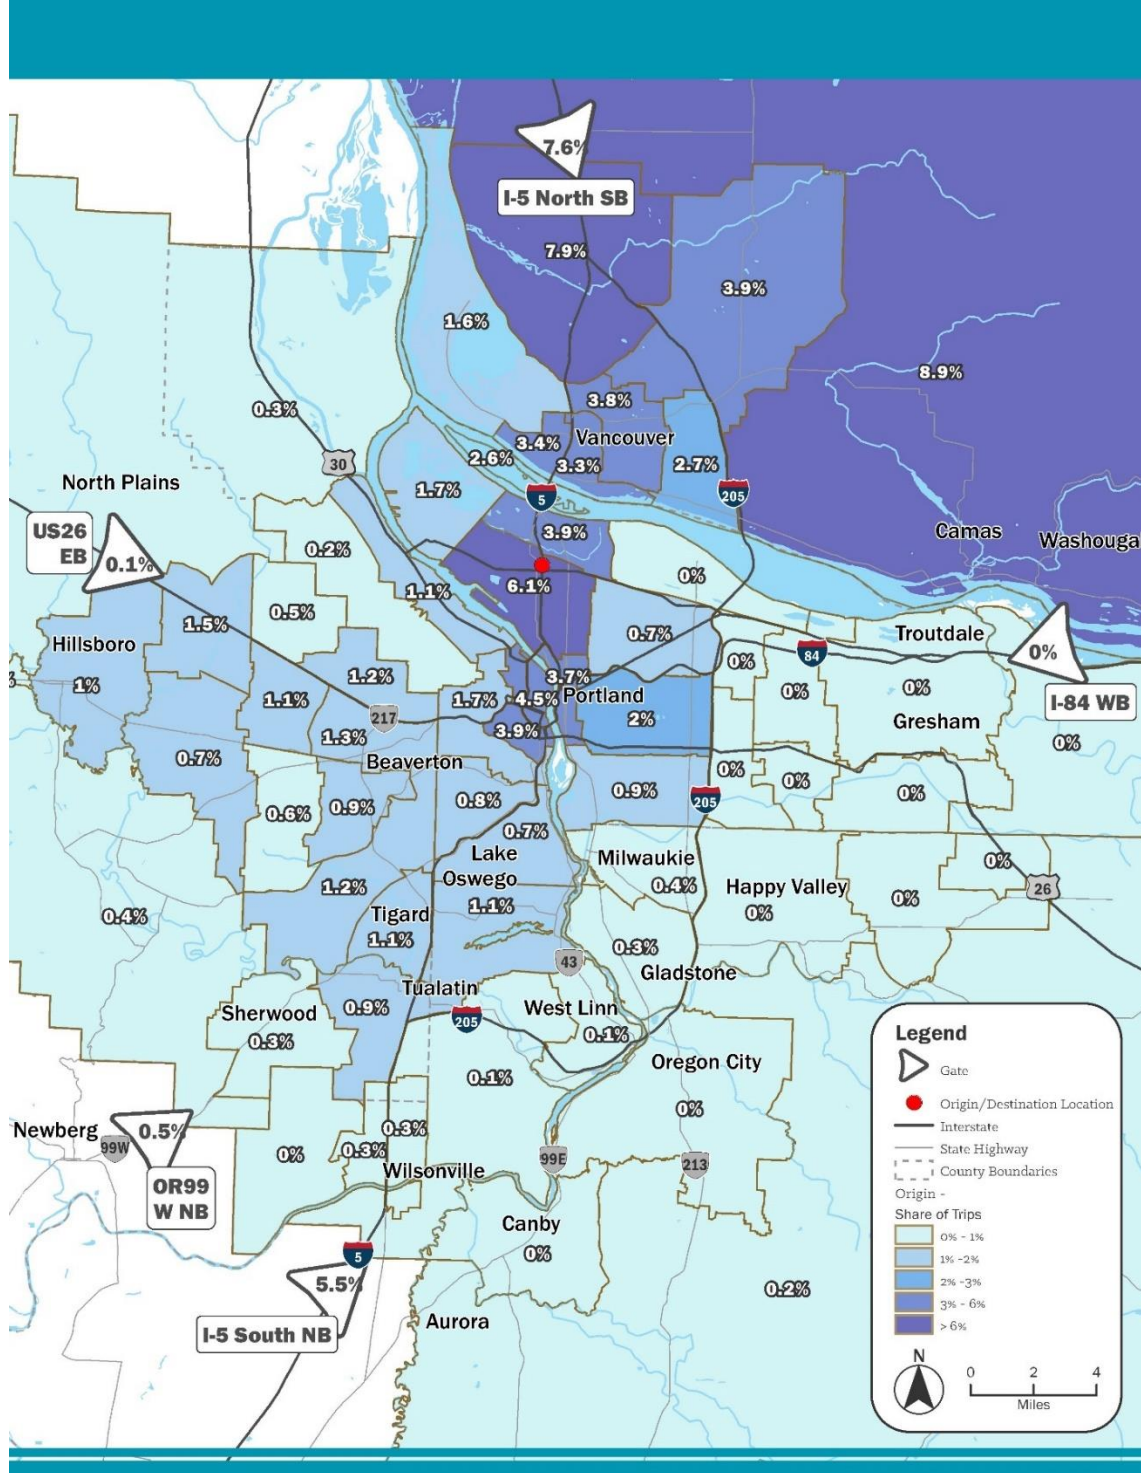 7.6%
I-5 North SB
7.9%
3.9%
1.6%
8.9%
3.8%
0.3%
3.4%
Vancouver
2.6%
3.3%
2.7%
30
North Plains
1.7%
5
205
US26
EB
0.1%
3.9%
Camas
Washouga
0.2%
1.1%
6.1%
0%
0.5%
1.5%
0.7%
Troutdale
Hillsboro
84
0%
0%
1%
1.2%
3.7%
0%
0%
I-84 WB
1.1%
1.7%
4.5%
Portland
217
2%
Gresham
1.3%
3.9%
0%
0.7%
Beaverton
0%
0%
0.6%
0.9%
0.8%
0.9%
205
0%
0.7%
Lake
Oswego
Milwaukie
0.4%
0%
26
1.2%
Happy Valley
0%
0%
0.4%
Tigard
1.1%
1.1%
0.3%
43
Gladstone
Tualatin
0.9%
Sherwood
0.3%
205
West Linn
0.1%
Oregon City
0.1%
0%
Newberg
99W
0.5%
OR99
W NB
0%
0.3%
0.3%
Wilsonville
99E
213
Canby
0%
5
5.5%
I-5 South NB
Aurora
0.2%
Legend
Gate
Origin/Destination Location
Interstate
State Highway
County Boundaries
Origin -
Share of Trips
0% - 1%
1% -2%
2% -3%
3% - 6%
> 6%
N
0 2 4
Miles